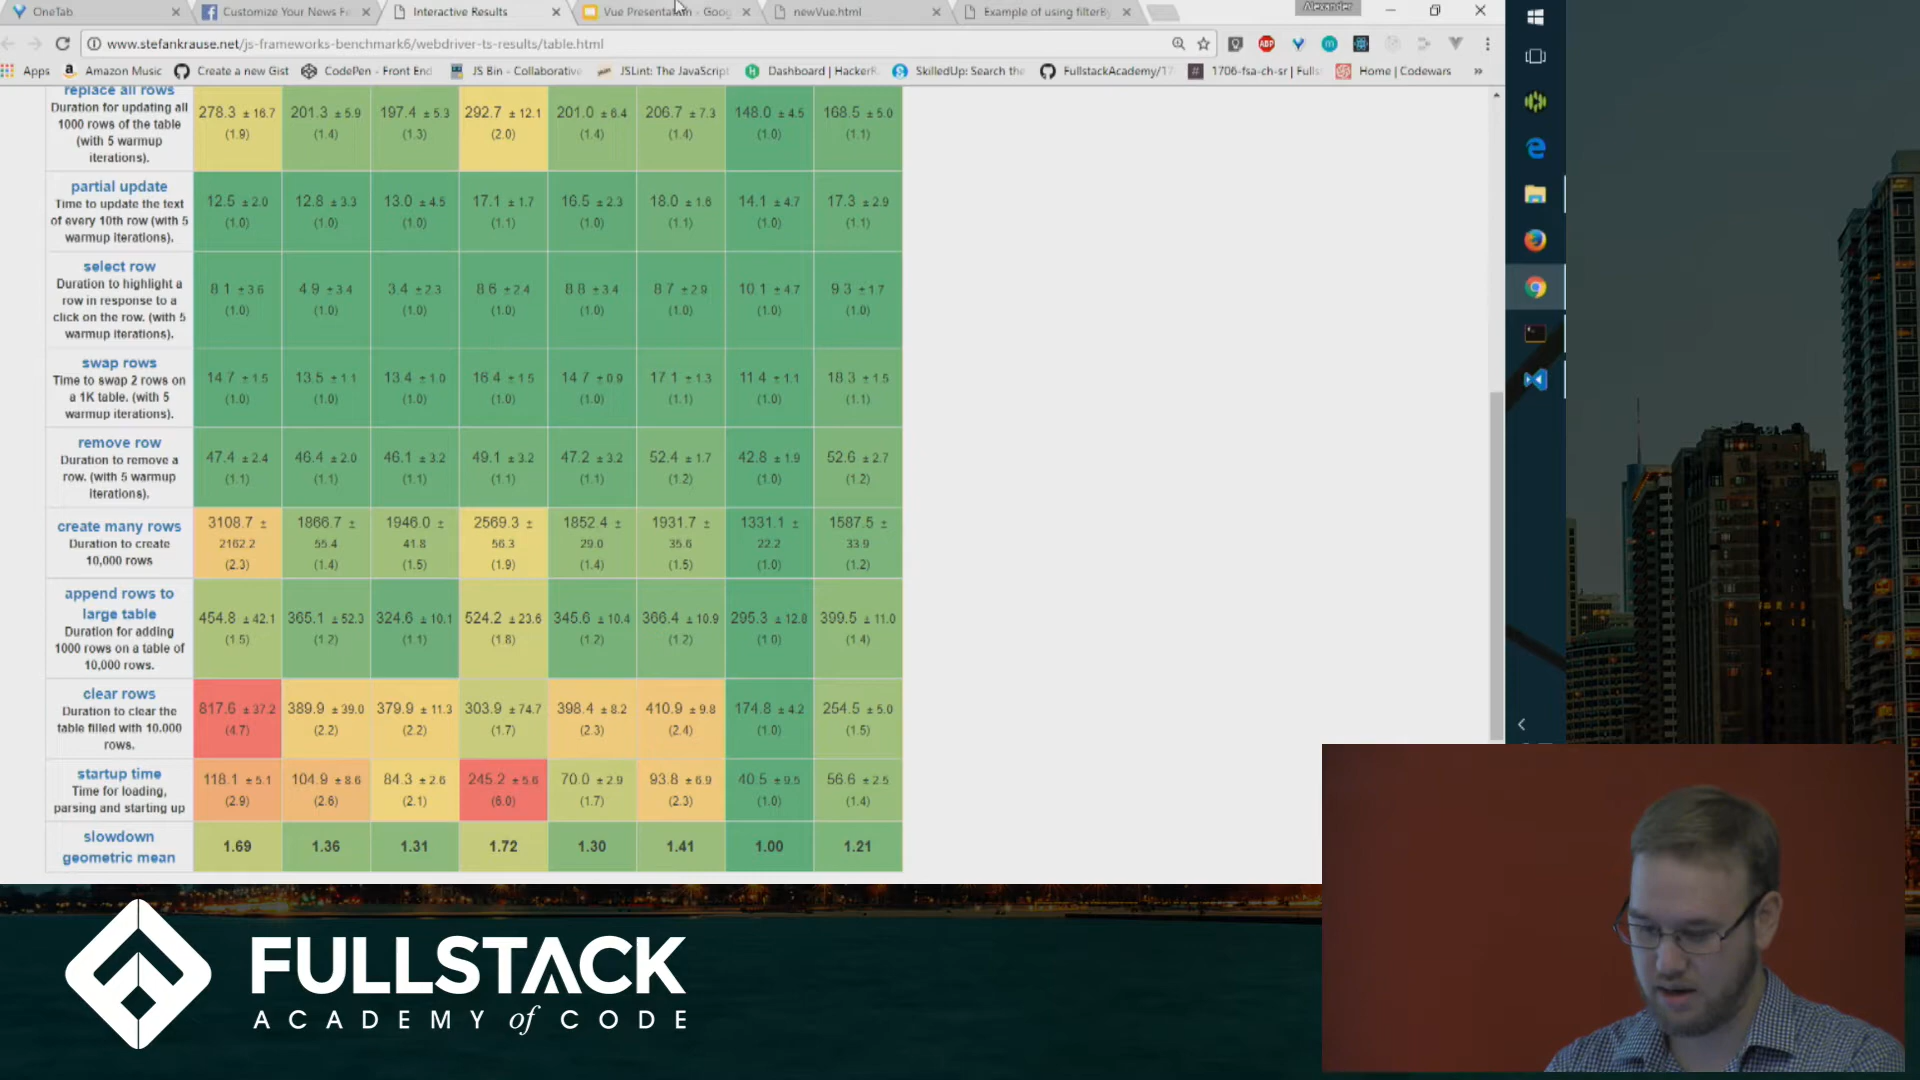 OneTab
Customize Your News Fe
Interactive Results
Vue Presentation - Goog
newVue.html
Example of using filterBy
Alexander
www.stefankrause.net/js-frameworks-benchmark6/webdriver-ts-results/table.html
Apps
Amazon Music
Create a new Gist
CodePen - Front End
JS Bin - Collaborative
JSLint: The JavaScript
Dashboard | HackerR
SkilledUp: Search the
FullstackAcademy/17
1706-fsa-ch-sr | Fulls
Home | Codewars
»
replace all rows
Duration for updating all
1000 rows of the table
(with 5 warmup
iterations).
278.3 ± 16.7
(1.9)
201.3 ± 5.9
(1.4)
197.4 ± 5.3
(1.3)
292.7 ± 12.1
(2.0)
201.0 ± 6.4
(1.4)
206.7 ± 7.3
(1.4)
148.0 ± 4.5
(1.0)
168.5 ± 5.0
(1.1)
partial update
Time to update the text
of every 10th row (with 5
warmup iterations).
12.5 ± 2.0
(1.0)
12.8 ± 3.3
(1.0)
13.0 ± 4.5
(1.0)
17.1 ± 1.7
(1.1)
16.5 ± 2.3
(1.0)
18.0 ± 1.6
(1.1)
14.1 ± 4.7
(1.0)
17.3 ± 2.9
(1.1)
select row
Duration to highlight a
row in response to a
click on the row. (with 5
warmup iterations).
8.1 ± 3.6
(1.0)
4.9 ± 3.4
(1.0)
3.4 ± 2.3
(1.0)
8.6 ± 2.4
(1.0)
8.8 ± 3.4
(1.0)
8.7 ± 2.9
(1.0)
10.1 ± 4.7
(1.0)
9.3 ± 1.7
(1.0)
swap rows
Time to swap 2 rows on
a 1K table. (with 5
warmup iterations).
14.7 ± 1.5
(1.0)
13.5 ± 1.1
(1.0)
13.4 ± 1.0
(1.0)
16.4 ± 1.5
(1.0)
14.7 ± 0.9
(1.0)
17.1 ± 1.3
(1.1)
11.4 ± 1.1
(1.0)
18.3 ± 1.5
(1.1)
remove row
Duration to remove a
row. (with 5 warmup
iterations).
47.4 ± 2.4
(1.1)
46.4 ± 2.0
(1.1)
46.1 ± 3.2
(1.1)
49.1 ± 3.2
(1.1)
47.2 ± 3.2
(1.1)
52.4 ± 1.7
(1.2)
42.8 ± 1.9
(1.0)
52.6 ± 2.7
(1.2)
create many rows
Duration to create
10,000 rows
3108.7 ±
2162.2
(2.3)
1866.7 ±
55.4
(1.4)
1946.0 ±
41.8
(1.5)
2569.3 ±
56.3
(1.9)
1852.4 ±
29.0
(1.4)
1931.7 ±
35.6
(1.5)
1331.1 ±
22.2
(1.0)
1587.5 ±
33.9
(1.2)
append rows to
large table
Duration for adding
1000 rows on a table of
10,000 rows.
454.8 ± 42.1
(1.5)
365.1 ± 52.3
(1.2)
324.6 ± 10.1
(1.1)
524.2 ± 23.6
(1.8)
345.6 ± 10.4
(1.2)
366.4 ± 10.9
(1.2)
295.3 ± 12.8
(1.0)
399.5 ± 11.0
(1.4)
clear rows
Duration to clear the
table filled with 10.000
rows.
817.6 ± 37.2
(4.7)
389.9 ± 39.0
(2.2)
379.9 ± 11.3
(2.2)
303.9 ± 74.7
(1.7)
398.4 ± 8.2
(2.3)
410.9 ± 9.8
(2.4)
174.8 ± 4.2
(1.0)
254.5 ± 5.0
(1.5)
startup time
Time for loading,
parsing and starting up
118.1 ± 5.1
(2.9)
104.9 ± 8.6
(2.6)
84.3 ± 2.6
(2.1)
245.2 ± 5.6
(6.0)
70.0 ± 2.9
(1.7)
93.8 ± 6.9
(2.3)
40.5 ± 9.5
(1.0)
56.6 ± 2.5
(1.4)
slowdown
geometric mean
1.69
1.36
1.31
1.72
1.30
1.41
1.00
1.21
FULLSTACK
ACADEMY of CODE